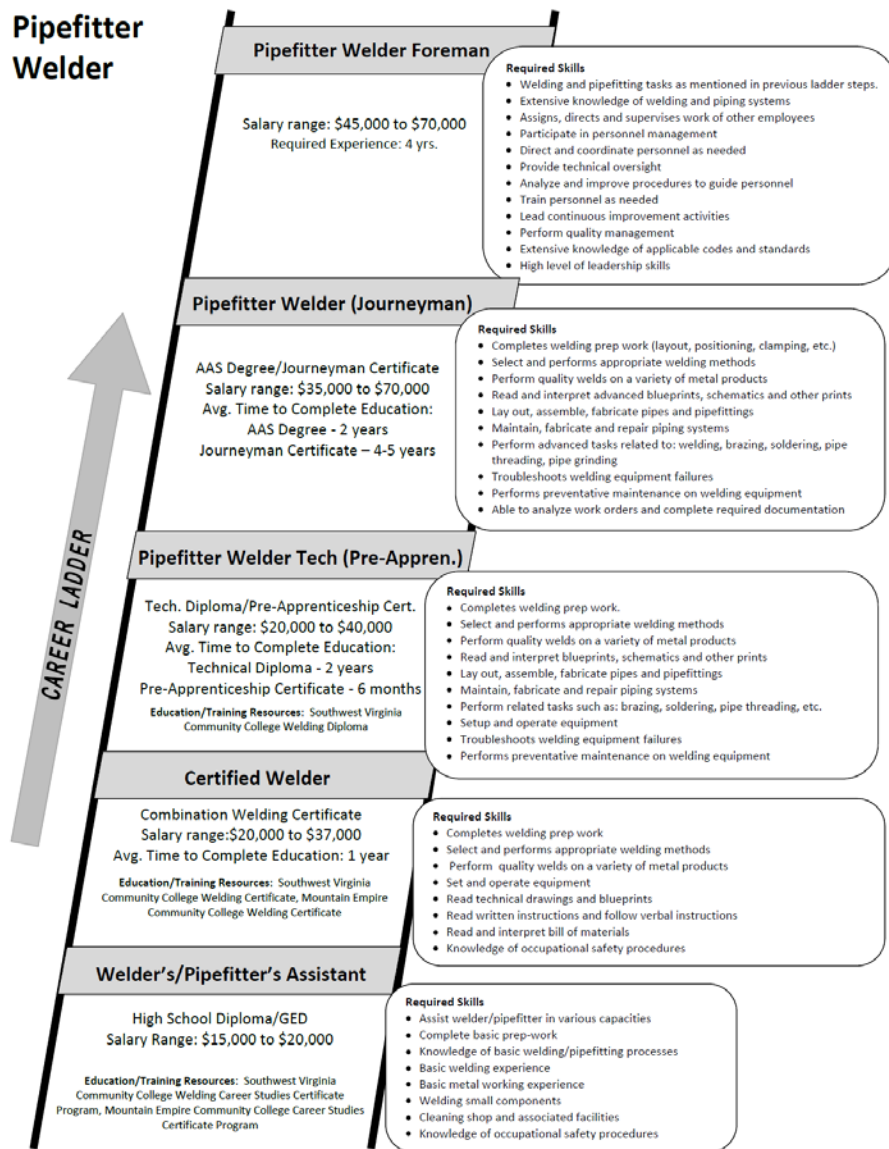 Pipefitter
Welder
Pipefitter Welder Foreman
Salary range: $45,000 to $70,000
Required Experience: 4 yrs.
Required Skills
• Welding and pipefitting tasks as mentioned in previous ladder steps.
• Extensive knowledge of welding and piping systems
• Assigns, directs and supervises work of other employees
• Participate in personnel management
• Direct and coordinate personnel as needed
• Provide technical oversight
• Analyze and improve procedures to guide personnel
• Train personnel as needed
• Lead continuous improvement activities
• Perform quality management
• Extensive knowledge of applicable codes and standards
• High level of leadership skills
Pipefitter Welder (Journeyman)
AAS Degree/Journeyman Certificate
Salary range: $35,000 to $70,000
Avg. Time to Complete Education:
AAS Degree - 2 years
Journeyman Certificate – 4-5 years
Required Skills
• Completes welding prep work (layout, positioning, clamping, etc.)
• Select and performs appropriate welding methods
• Perform quality welds on a variety of metal products
• Read and interpret advanced blueprints, schematics and other prints
• Lay out, assemble, fabricate pipes and pipefittings
• Maintain, fabricate and repair piping systems
• Perform advanced tasks related to: welding, brazing, soldering, pipe
threading, pipe grinding
• Troubleshoots welding equipment failures
• Performs preventative maintenance on welding equipment
• Able to analyze work orders and complete required documentation
CAREER LADDER
Pipefitter Welder Tech (Pre-Appren.)
Tech. Diploma/Pre-Apprenticeship Cert.
Salary range: $20,000 to $40,000
Avg. Time to Complete Education:
Technical Diploma - 2 years
Pre-Apprenticeship Certificate - 6 months
Education/Training Resources: Southwest Virginia
Community College Welding Diploma
Required Skills
• Completes welding prep work.
• Select and performs appropriate welding methods
• Perform quality welds on a variety of metal products
• Read and interpret blueprints, schematics and other prints
• Lay out, assemble, fabricate pipes and pipefittings
• Maintain, fabricate and repair piping systems
• Perform related tasks such as: brazing, soldering, pipe threading, etc.
• Setup and operate equipment
• Troubleshoots welding equipment failures
• Performs preventative maintenance on welding equipment
Certified Welder
Combination Welding Certificate
Salary range:$20,000 to $37,000
Avg. Time to Complete Education: 1 year
Education/Training Resources: Southwest Virginia
Community College Welding Certificate, Mountain Empire
Community College Welding Certificate
Required Skills
• Completes welding prep work
• Select and performs appropriate welding methods
• Perform quality welds on a variety of metal products
• Set and operate equipment
• Read technical drawings and blueprints
• Read written instructions and follow verbal instructions
• Read and interpret bill of materials
• Knowledge of occupational safety procedures
Welder's/Pipefitter's Assistant
High School Diploma/GED
Salary Range: $15,000 to $20,000
Education/Training Resources: Southwest Virginia
Community College Welding Career Studies Certificate
Program, Mountain Empire Community College Career Studies
Certificate Program
Required Skills
• Assist welder/pipefitter in various capacities
• Complete basic prep-work
• Knowledge of basic welding/pipefitting processes
• Basic welding experience
• Basic metal working experience
• Welding small components
• Cleaning shop and associated facilities
• Knowledge of occupational safety procedures